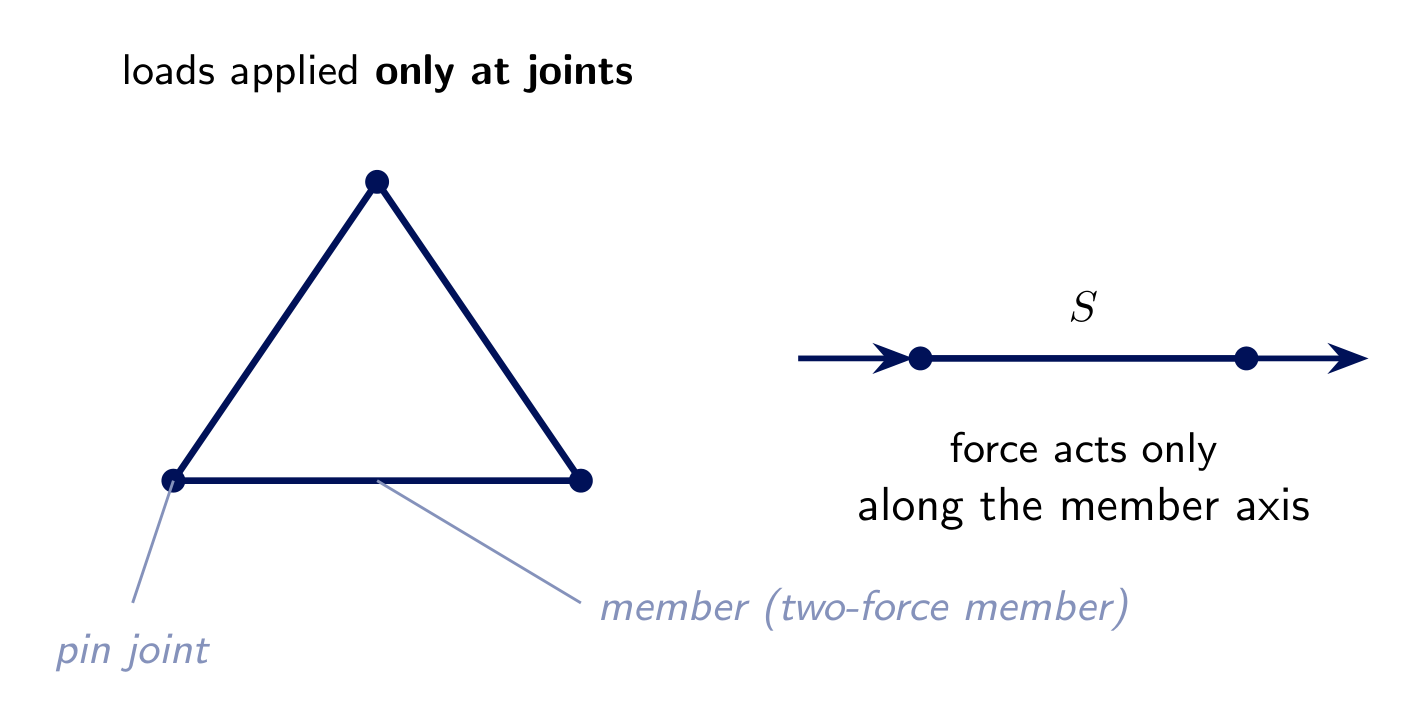 loads applied only at joints
S
force acts only
along the member axis
member (two-force member)
pin joint